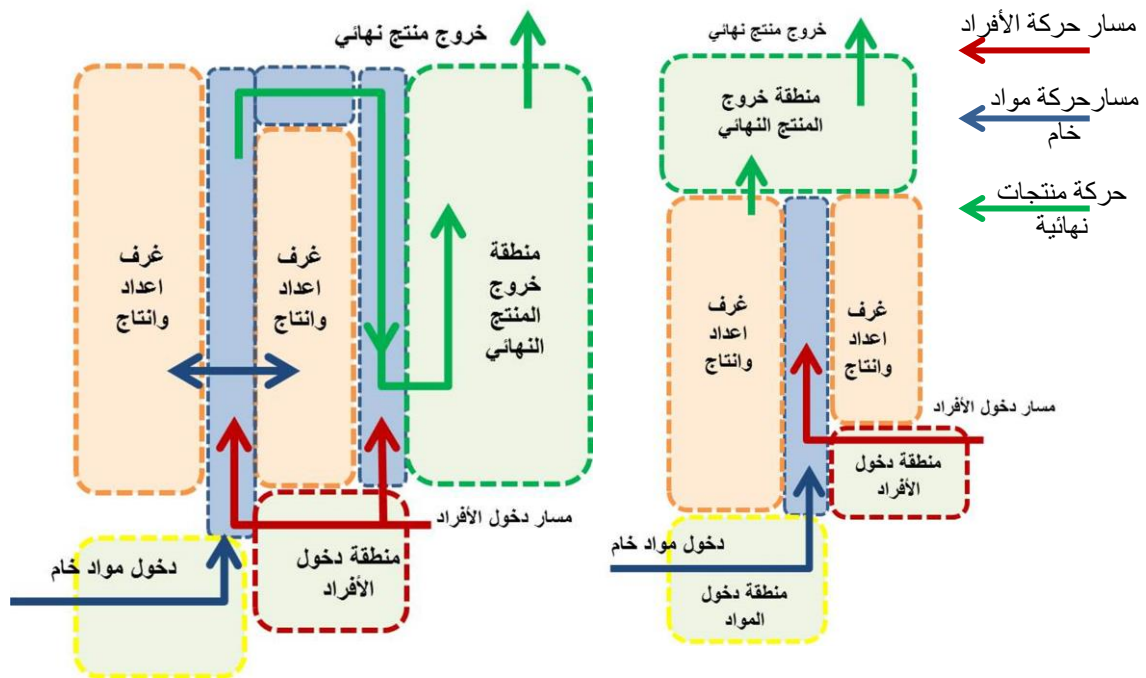 خروج منتج نهائي
غرف
اعداد
وانتاج
غرف
اعداد
وانتاج
منطقة
خروج
المنتج
النهائي
مسار دخول الأفراد
منطقة دخول
الأفراد
دخول مواد خام
خروج منتج نهائي
منطقة خروج
المنتج النهائي
غرف
اعداد
وانتاج
غرف
اعداد
وانتاج
مسار دخول الأفراد
منطقة دخول
الأفراد
دخول مواد خام
منطقة دخول
المواد
مسار حركة الأفراد
مسارحركة مواد
خام
حركة منتجات
نهائية